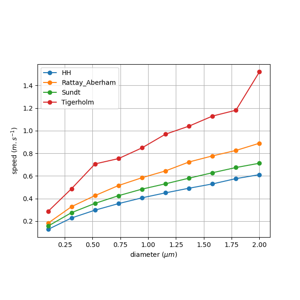 HH
Rattay_Aberham
Sundt
Tigerholm
speed (m.s⁻¹)
1.4
1.2
1.0
0.8
0.6
0.4
0.2
0.25 0.50 0.75 1.00 1.25 1.50 1.75 2.00
diameter (μm)